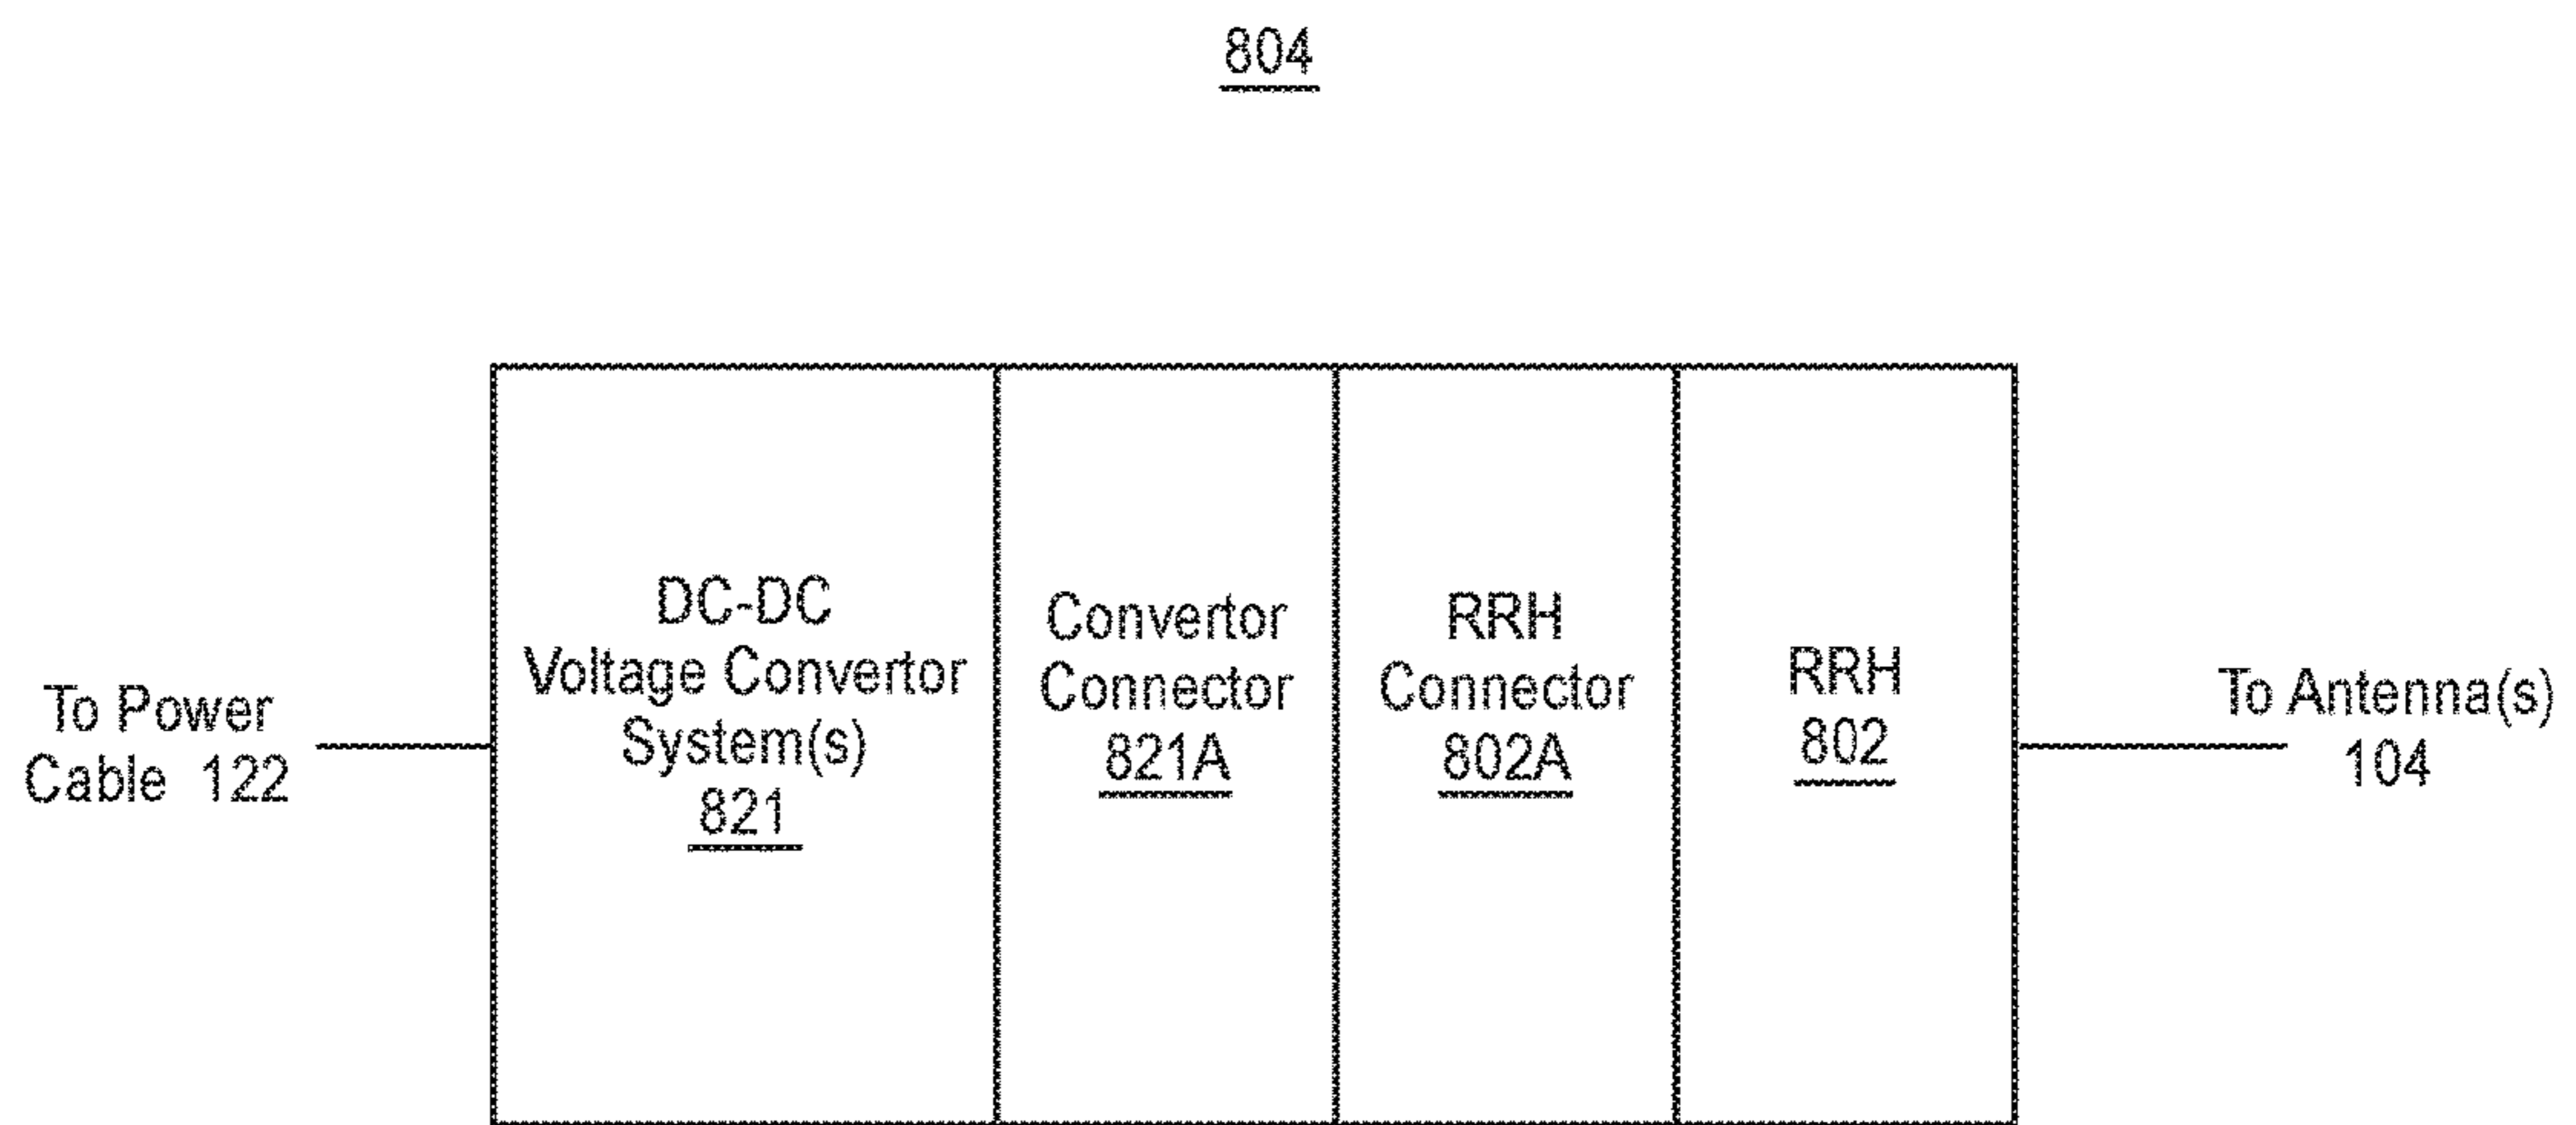 804
To Power
Cable 122
DC-DC
Voltage Convertor
System(s)
821
Convertor
Connector
821A
RRH
Connector
802A
RRH
802
To Antenna(s)
104